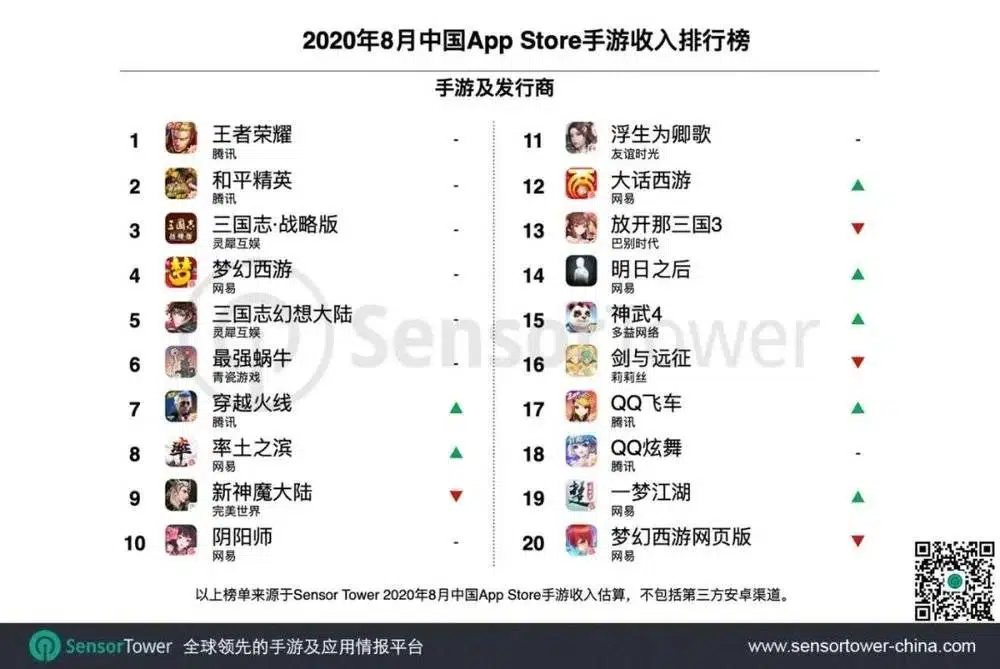 2020年8月中国App Store手游收入排行榜
手游及发行商
1 王者荣耀 -
腾讯
2 和平精英 -
腾讯
3 三国志·战略版 -
灵犀互娱
4 梦幻西游 -
网易
5 三国志幻想大陆 -
灵犀互娱
6 最强蜗牛 -
青瓷游戏
7 穿越火线 ▲
腾讯
8 率土之滨 ▲
网易
9 新神魔大陆 ▼
完美世界
10 阴阳师 -
网易
11 浮生为卿歌 -
友谊时光
12 大话西游 ▲
网易
13 放开那三国3 ▼
巴别时代
14 明日之后 ▲
网易
15 神武4 ▲
多益网络
16 剑与远征 ▼
莉莉丝
17 QQ飞车 ▲
腾讯
18 QQ炫舞 -
腾讯
19 一梦江湖 ▲
网易
20 梦幻西游网页版 ▼
网易
SensorTower
以上榜单来源于Sensor Tower 2020年8月中国App Store手游收入估算，不包括第三方安卓渠道。
SensorTower 全球领先的手游及应用情报平台
www.sensortower-china.com